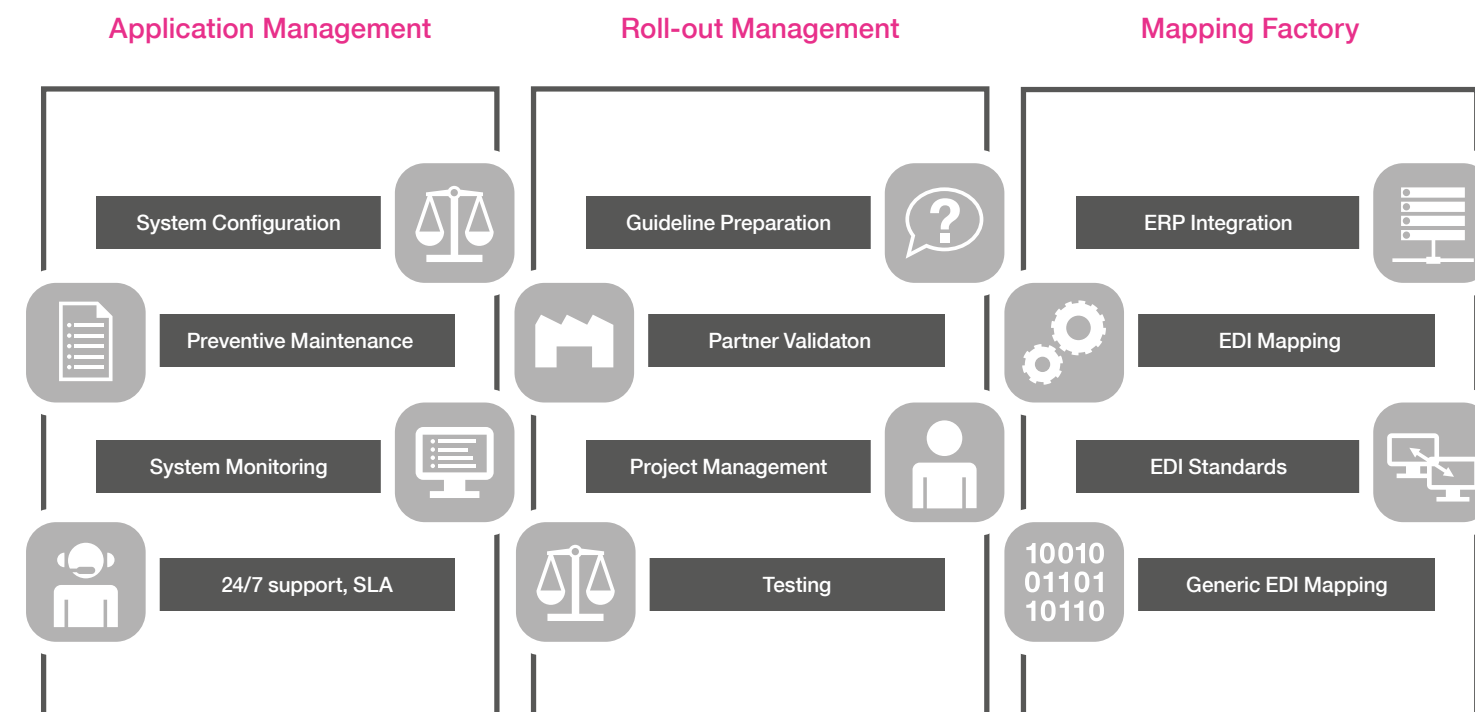 Application Management
System Configuration
Preventive Maintenance
System Monitoring
24/7 support, SLA
Roll-out Management
Guideline Preparation
?
Partner Validaton
Project Management
Testing
Mapping Factory
ERP Integration
EDI Mapping
EDI Standards
10010
01101
10110
Generic EDI Mapping